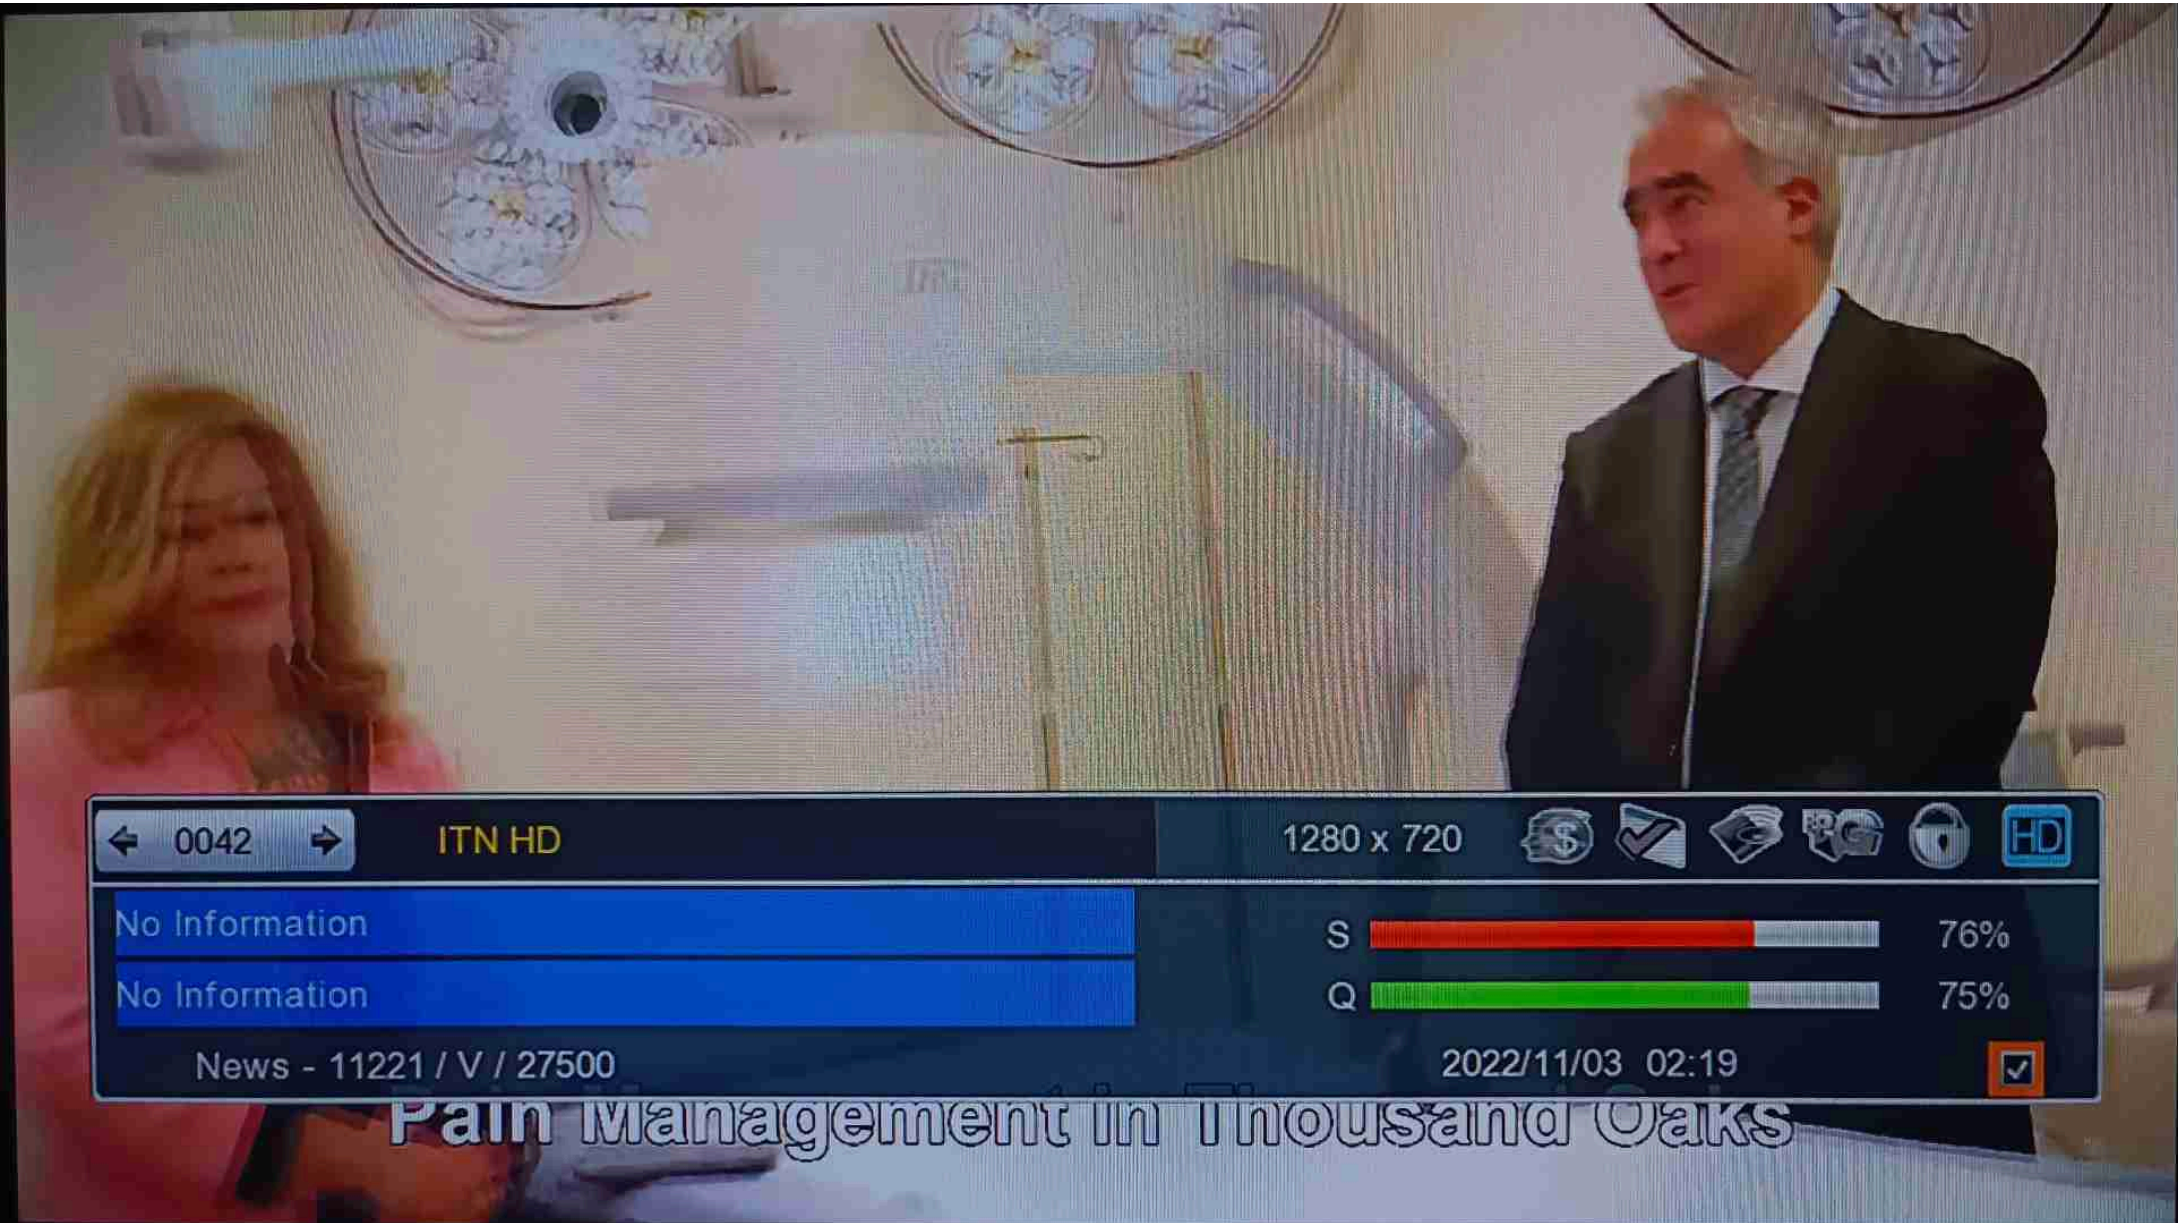 0042
ITN HD
1280 x 720
HD
No Information
S 76%
No Information
Q 75%
News - 11221 / V / 27500
2022/11/03 02:19
Pain Management in Thousand Oaks